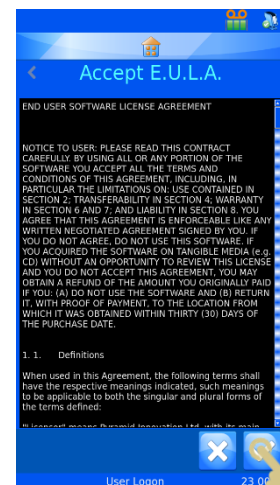 Accept E.U.L.A.
END USER SOFTWARE LICENSE AGREEMENT
NOTICE TO USER: PLEASE READ THIS CONTRACT
CAREFULLY. BY USING ALL OR ANY PORTION OF THE
SOFTWARE YOU ACCEPT ALL THE TERMS AND
CONDITIONS OF THIS AGREEMENT, INCLUDING, IN
PARTICULAR THE LIMITATIONS ON: USE CONTAINED IN
SECTION 2; TRANSFERABILITY IN SECTION 4; WARRANTY
IN SECTION 6 AND 7; AND LIABILITY IN SECTION 8. YOU
AGREE THAT THIS AGREEMENT IS ENFORCEABLE LIKE ANY
WRITTEN NEGOTIATED AGREEMENT SIGNED BY YOU. IF
YOU DO NOT AGREE, DO NOT USE THIS SOFTWARE. IF
YOU ACQUIRED THE SOFTWARE ON TANGIBLE MEDIA (e.g.
CD) WITHOUT AN OPPORTUNITY TO REVIEW THIS LICENSE
AND YOU DO NOT ACCEPT THIS AGREEMENT, YOU MAY
OBTAIN A REFUND OF THE AMOUNT YOU ORIGINALLY PAID
IF YOU: (A) DO NOT USE THE SOFTWARE AND (B) RETURN
IT, WITH PROOF OF PAYMENT, TO THE LOCATION FROM
WHICH IT WAS OBTAINED WITHIN THIRTY (30) DAYS OF
THE PURCHASE DATE.
1. 1. Definitions
When used in this Agreement, the following terms shall
have the respective meanings indicated, such meanings
to be applicable to both the singular and plural forms of
the terms defined:
"Licensor" means Pyramid Innovation Ltd, with its main
User Logon